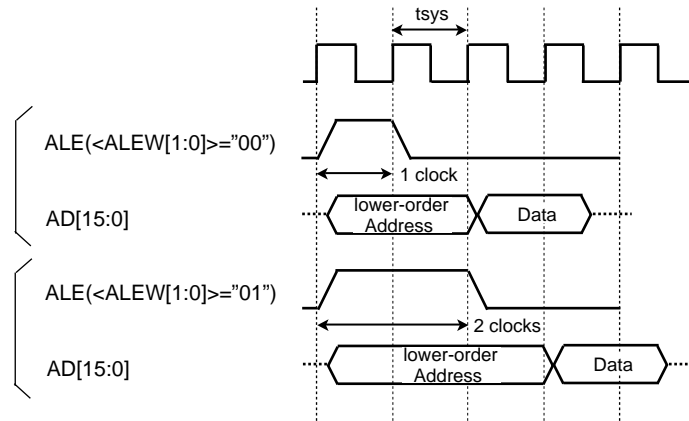 tsys
ALE(<ALEW[1:0]>=”00”)
1 clock
AD[15:0]
lower-order
Address
Data
ALE(<ALEW[1:0]>=”01”)
2 clocks
AD[15:0]
lower-order
Address
Data